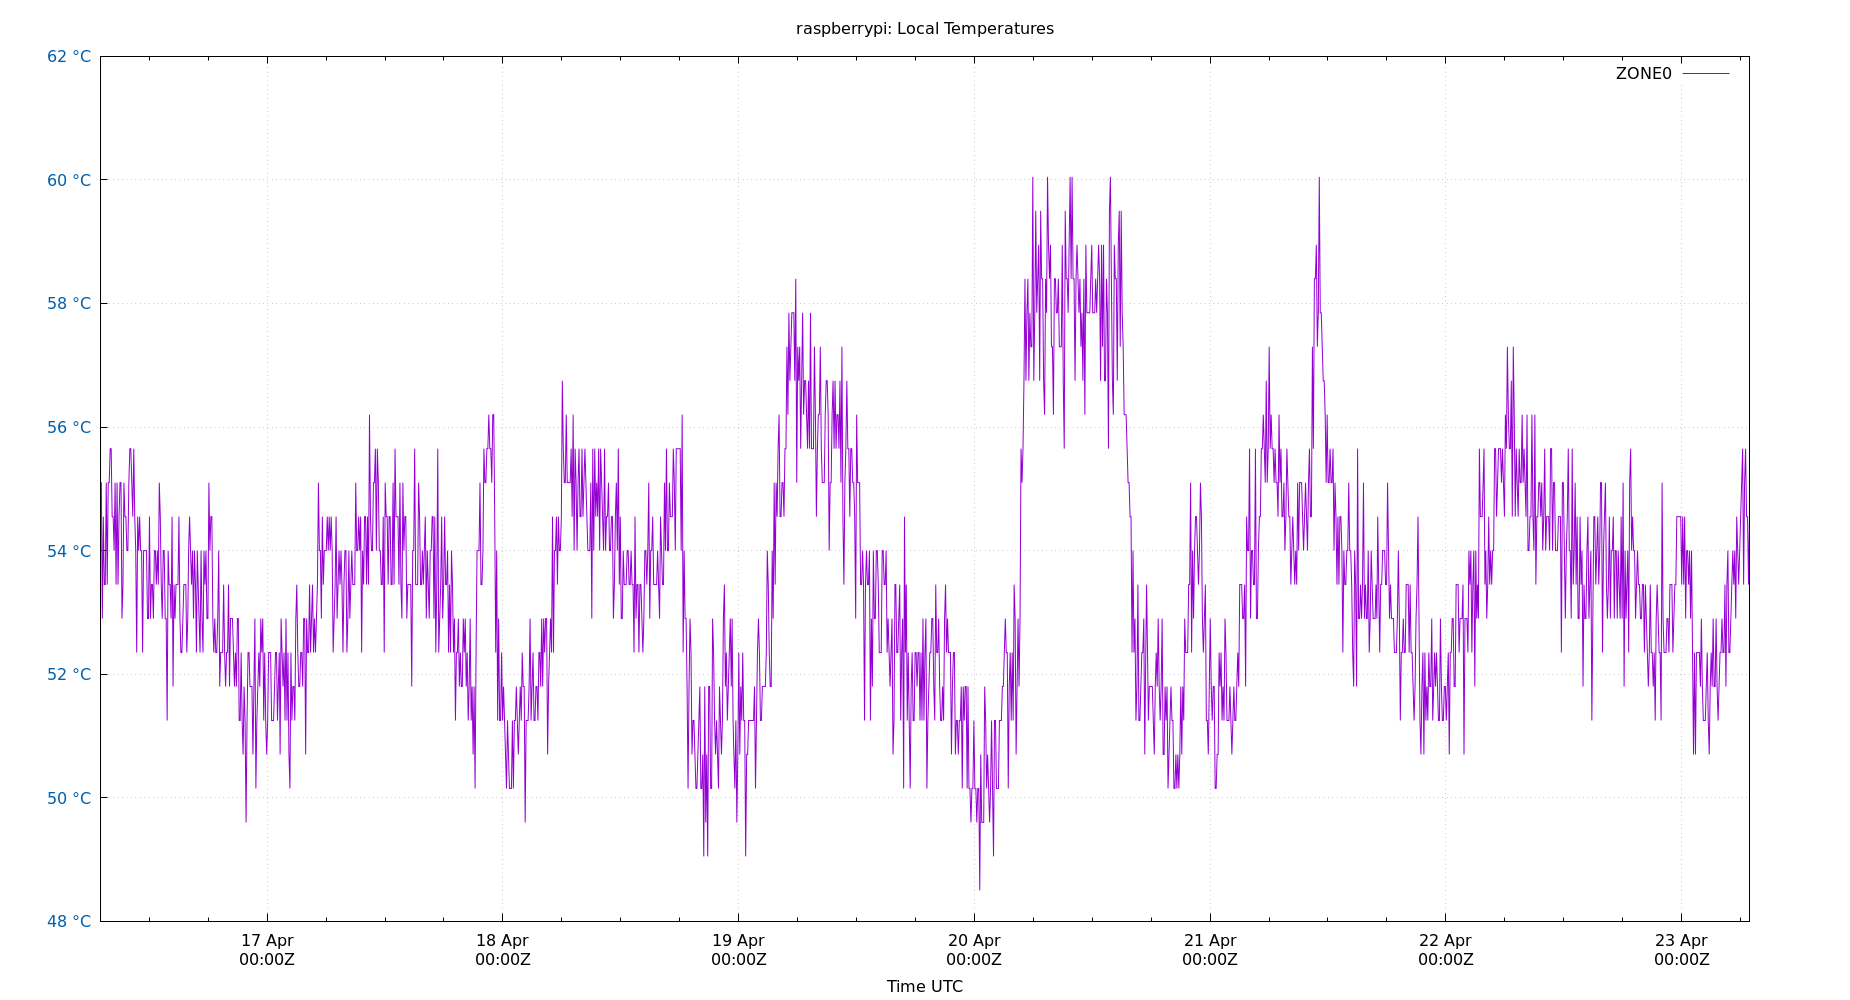 raspberrypi: Local Temperatures
ZONE0
62 °C
60 °C
58 °C
56 °C
54 °C
52 °C
50 °C
48 °C
17 Apr 18 Apr 19 Apr 20 Apr 21 Apr 22 Apr 23 Apr
00:00Z 00:00Z 00:00Z 00:00Z 00:00Z 00:00Z 00:00Z
Time UTC